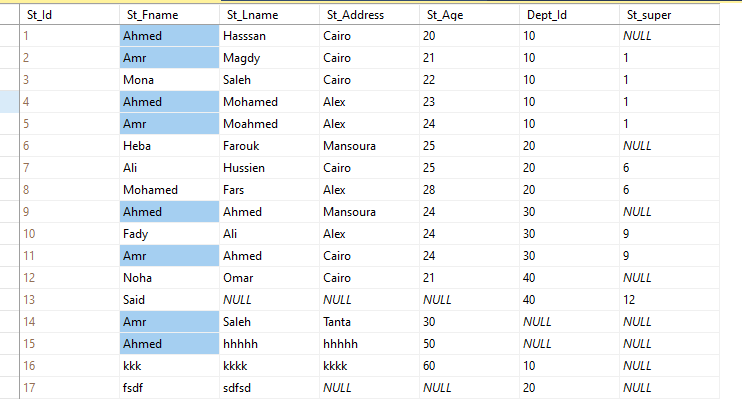 St_Id St_Fname St_Lname St_Address St_Age Dept_Id St_super
1 Ahmed Hasssan Cairo 20 10 NULL
2 Amr Magdy Cairo 21 10 1
3 Mona Saleh Cairo 22 10 1
4 Ahmed Mohamed Alex 23 10 1
5 Amr Moahmed Alex 24 10 1
6 Heba Farouk Mansoura 25 20 NULL
7 Ali Hussien Cairo 25 20 6
8 Mohamed Fars Alex 28 20 6
9 Ahmed Ahmed Mansoura 24 30 NULL
10 Fady Ali Alex 24 30 9
11 Amr Ahmed Cairo 24 30 9
12 Noha Omar Cairo 21 40 NULL
13 Said NULL NULL NULL 40 12
14 Amr Saleh Tanta 30 NULL NULL
15 Ahmed hhhhh hhhhh 50 NULL NULL
16 kkk kkkk kkkk 60 10 NULL
17 fsdf sdfsd NULL NULL 20 NULL